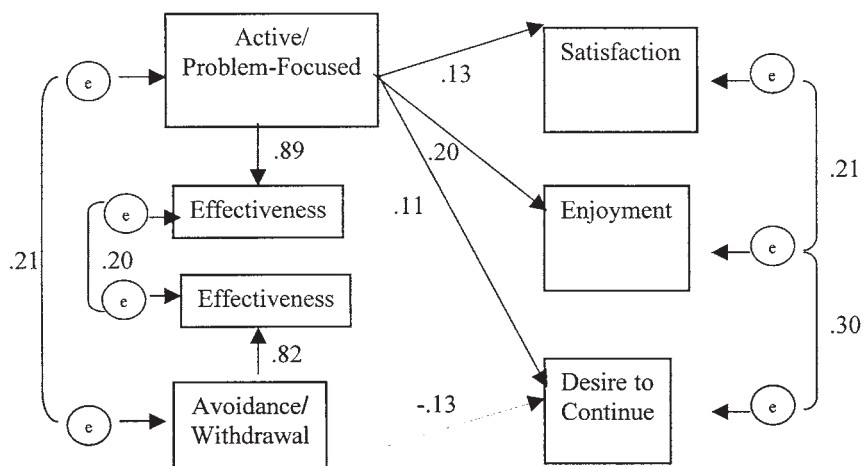 Active/
Problem-Focused
Satisfaction
e
e
.13
.89
.20
.21
.11
e
Effectiveness
Enjoyment
e
.21
.20
e
Effectiveness
.30
.82
Desire to
Continue
-.13
e
Avoidance/
Withdrawal
e